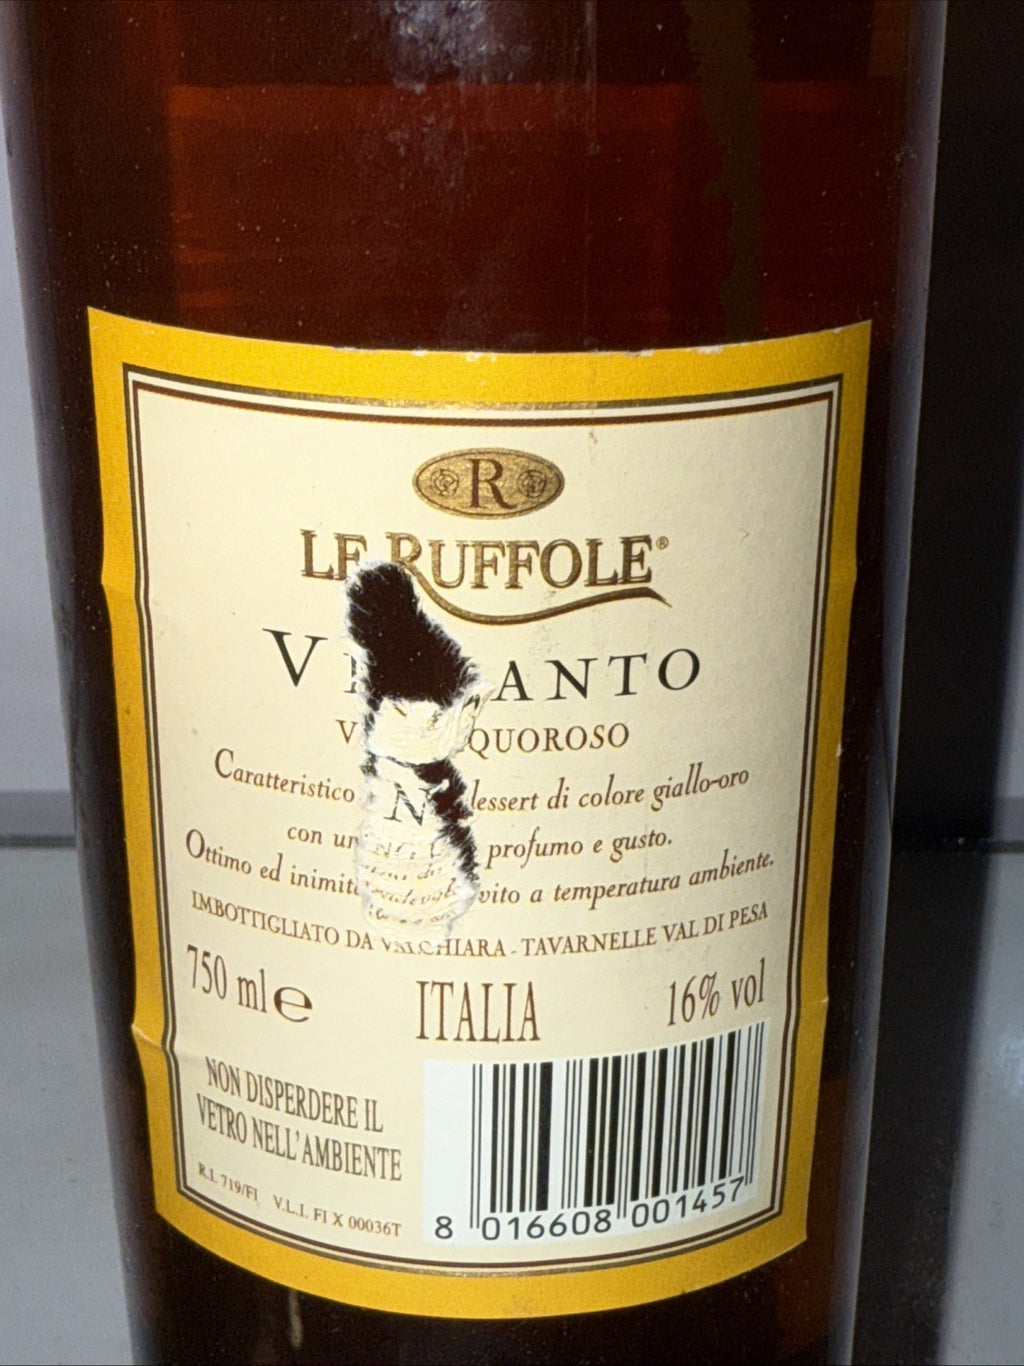 R
LE RUFFOLE®
V ANTO
V QUOROSO
Caratteristico dessert di colore giallo-oro
con un profumo e gusto.
Ottimo ed inimit vito a temperatura ambiente.
IMBOTTIGLIATO DA VALCHIARA - TAVARNELLE VAL DI PESA
750 ml e ITALIA 16% vol
NON DISPERDERE IL
VETRO NELL'AMBIENTE
R.I. 719/FI V.L.I. FI X 00036T
8 016608 001457